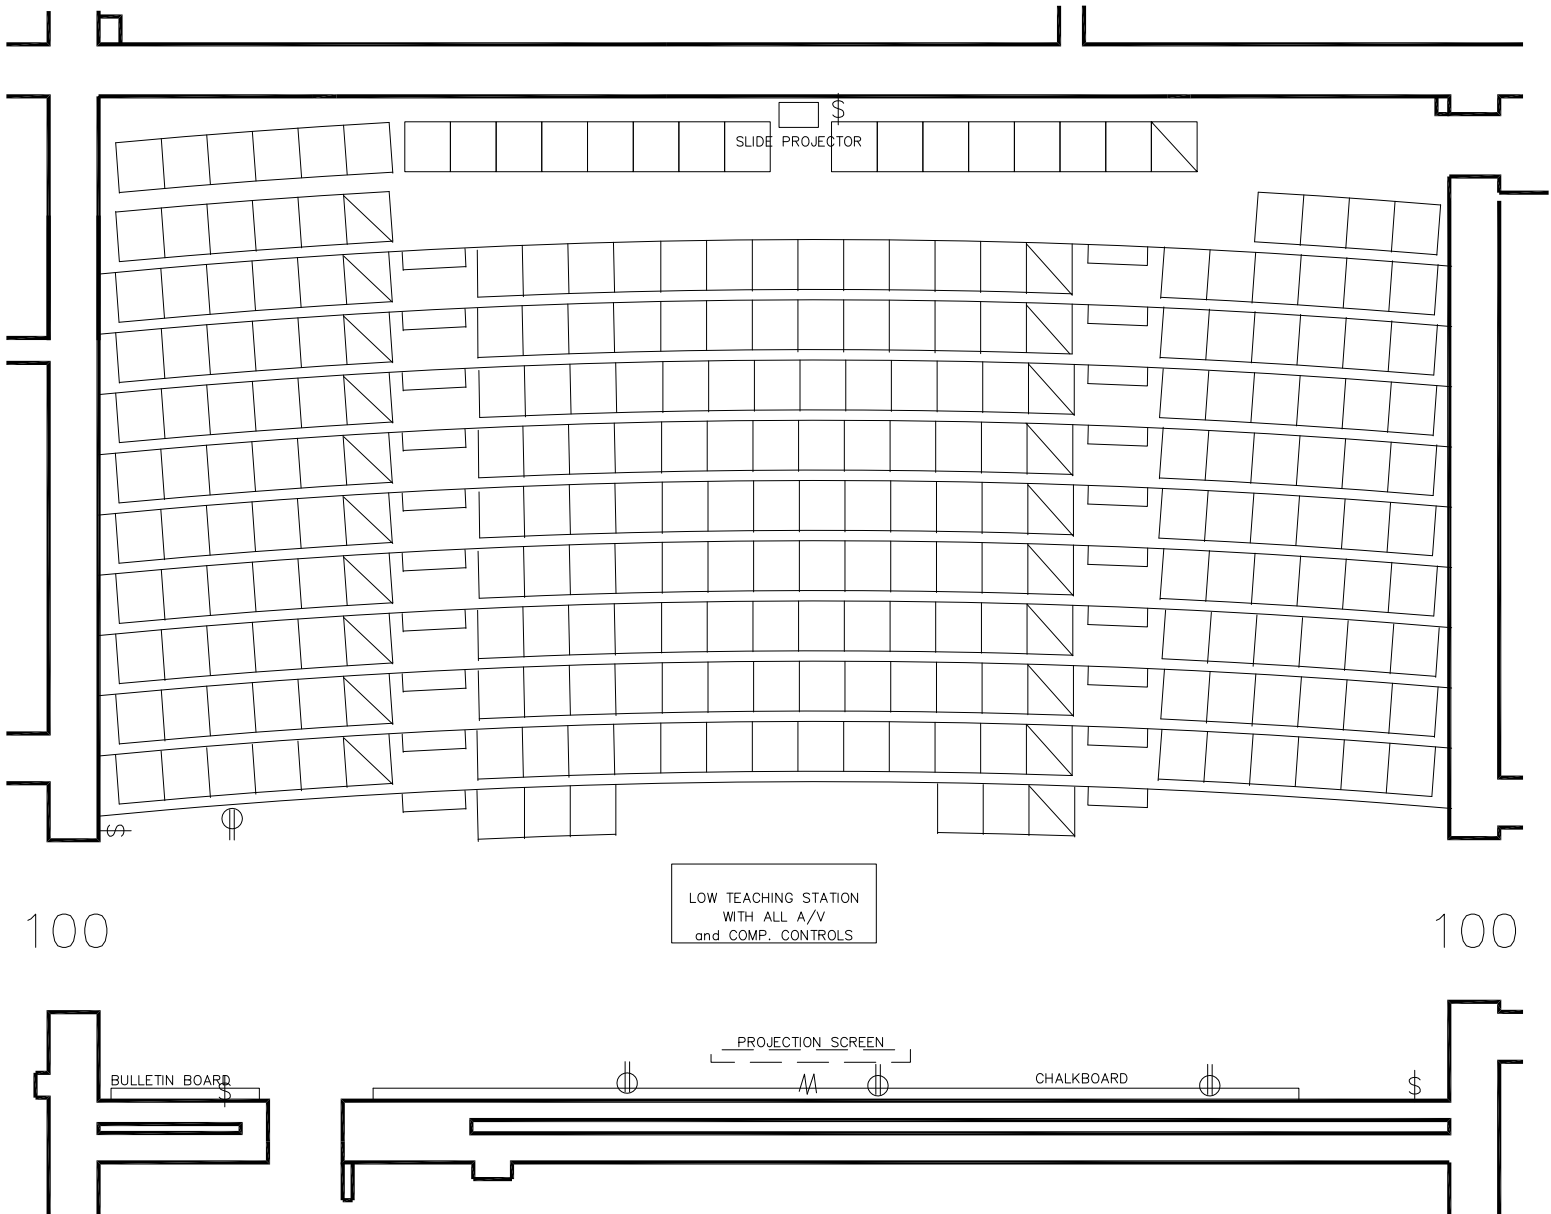 $
SLIDE PROJECTOR
$
LOW TEACHING STATION
WITH ALL A/V
and COMP. CONTROLS
100
100
PROJECTION SCREEN
BULLETIN BOARD
$
CHALKBOARD
$